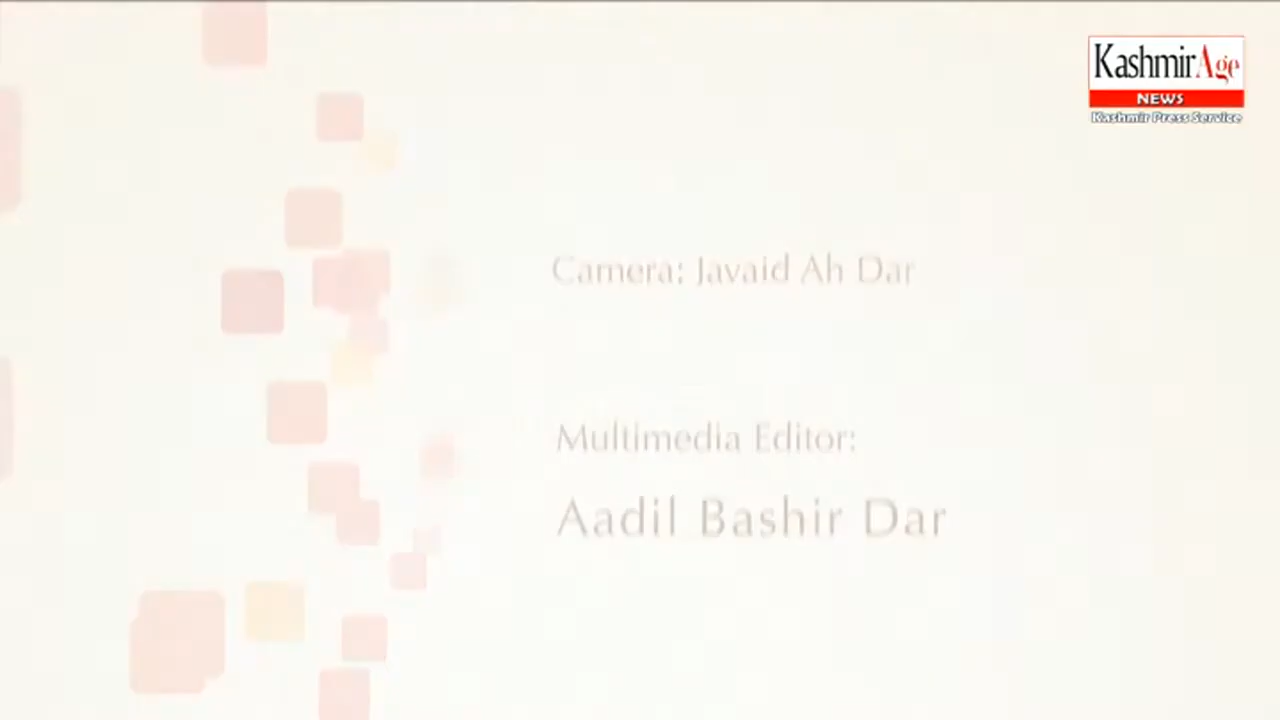 KashmirAge
NEWS
Kashmir Press Service
Camera: Javaid Ah Dar
Multimedia Editor:
Aadil Bashir Dar